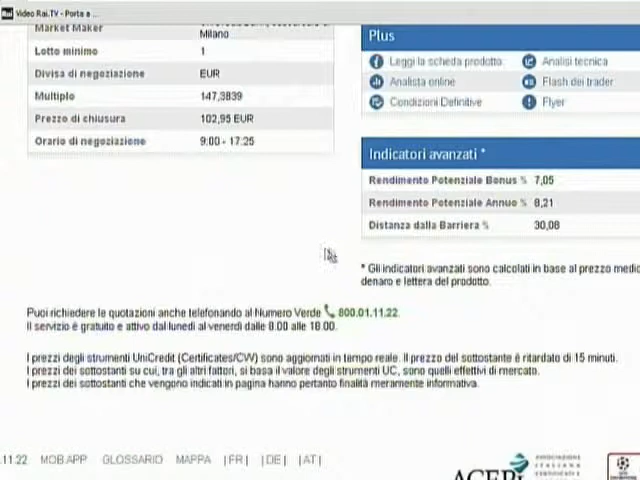 Video Rai.TV - Porta a ...
Market Maker
Milano
Lotto minimo 1
Divisa di negoziazione EUR
Multiplo 147,3839
Prezzo di chiusura 102,95 EUR
Orario di negoziazione 9:00 - 17:25
Plus
Leggi la scheda prodotto Analisi tecnica
Analista online Flash dei trader
Condizioni Definitive Flyer
Indicatori avanzati *
Rendimento Potenziale Bonus % 7,05
Rendimento Potenziale Annuo % 8,21
Distanza dalla Barriera % 30,08
* Gli indicatori avanzati sono calcolati in base al prezzo medio
denaro e lettera del prodotto.
Puoi richiedere le quotazioni anche telefonando al Numero Verde 800.01.11.22.
Il servizio è gratuito e attivo dal lunedì al venerdì dalle 8.00 alle 18.00.
I prezzi degli strumenti UniCredit (Certificates/CW) sono aggiornati in tempo reale. Il prezzo del sottostante è ritardato di 15 minuti.
I prezzi dei sottostanti su cui, tra gli altri fattori, si basa il valore degli strumenti UC, sono quelli effettivi di mercato.
I prezzi dei sottostanti che vengono indicati in pagina hanno pertanto finalità meramente informativa.
.11.22 MOB.APP GLOSSARIO MAPPA |FR| |DE| |AT|
ACEPI ASSOCIAZIONE
ITALIANA